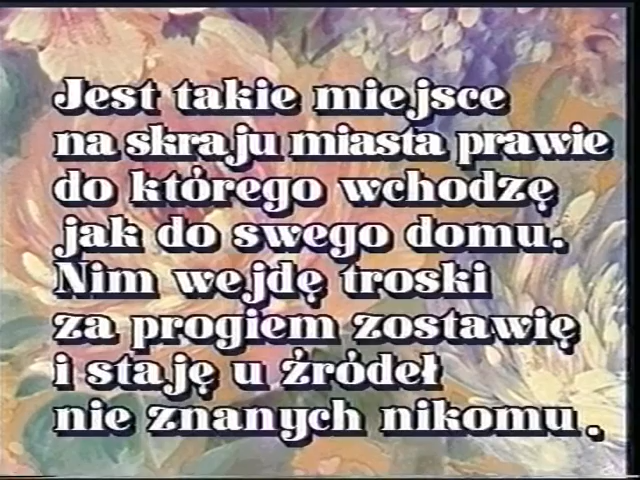 Jest takie miejsce
na skraju miasta prawie
do którego wchodzę
jak do swego domu.
Nim wejdę troski
za progiem zostawię
i staję u źródeł
nie znanych nikomu.